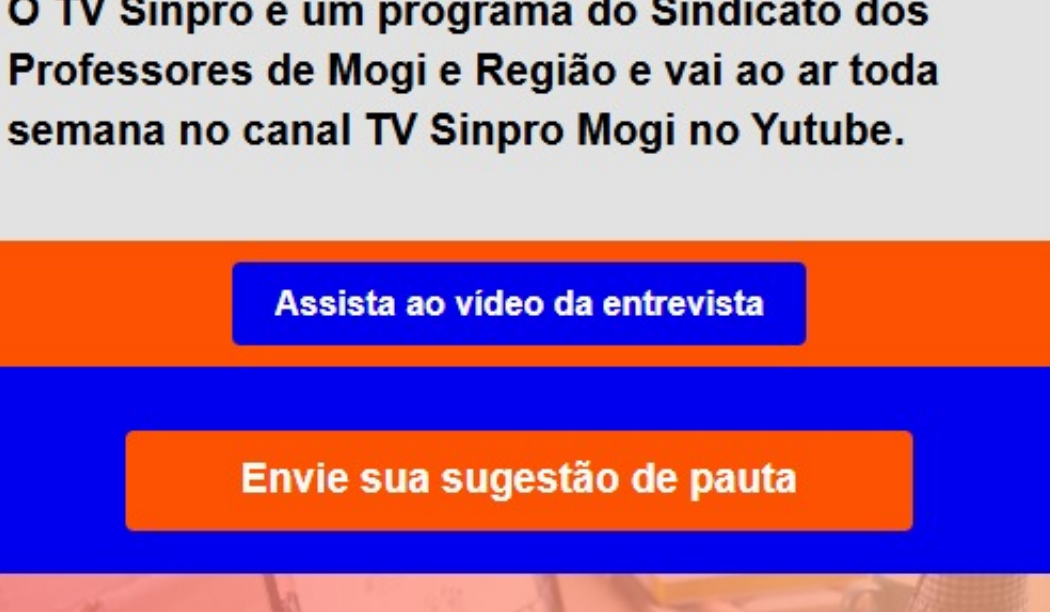 O TV Sinpro é um programa do Sindicato dos
Professores de Mogi e Região e vai ao ar toda
semana no canal TV Sinpro Mogi no Yutube.
Assista ao vídeo da entrevista
Envie sua sugestão de pauta